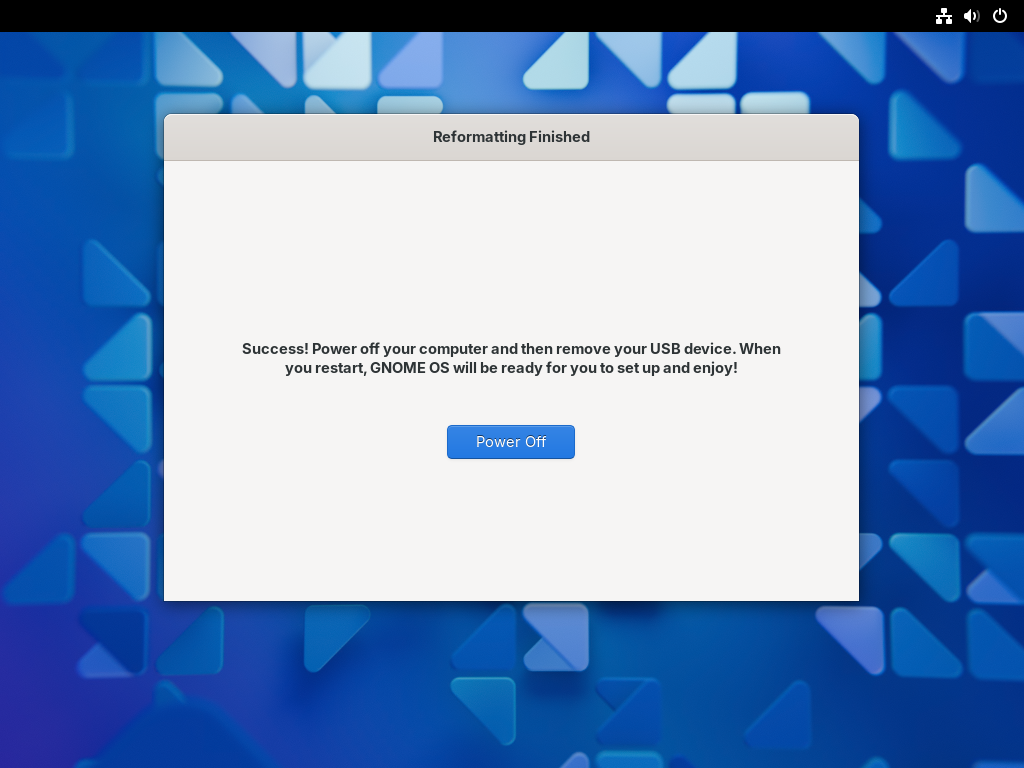 Reformatting Finished
Success! Power off your computer and then remove your USB device. When
you restart, GNOME OS will be ready for you to set up and enjoy!
Power Off